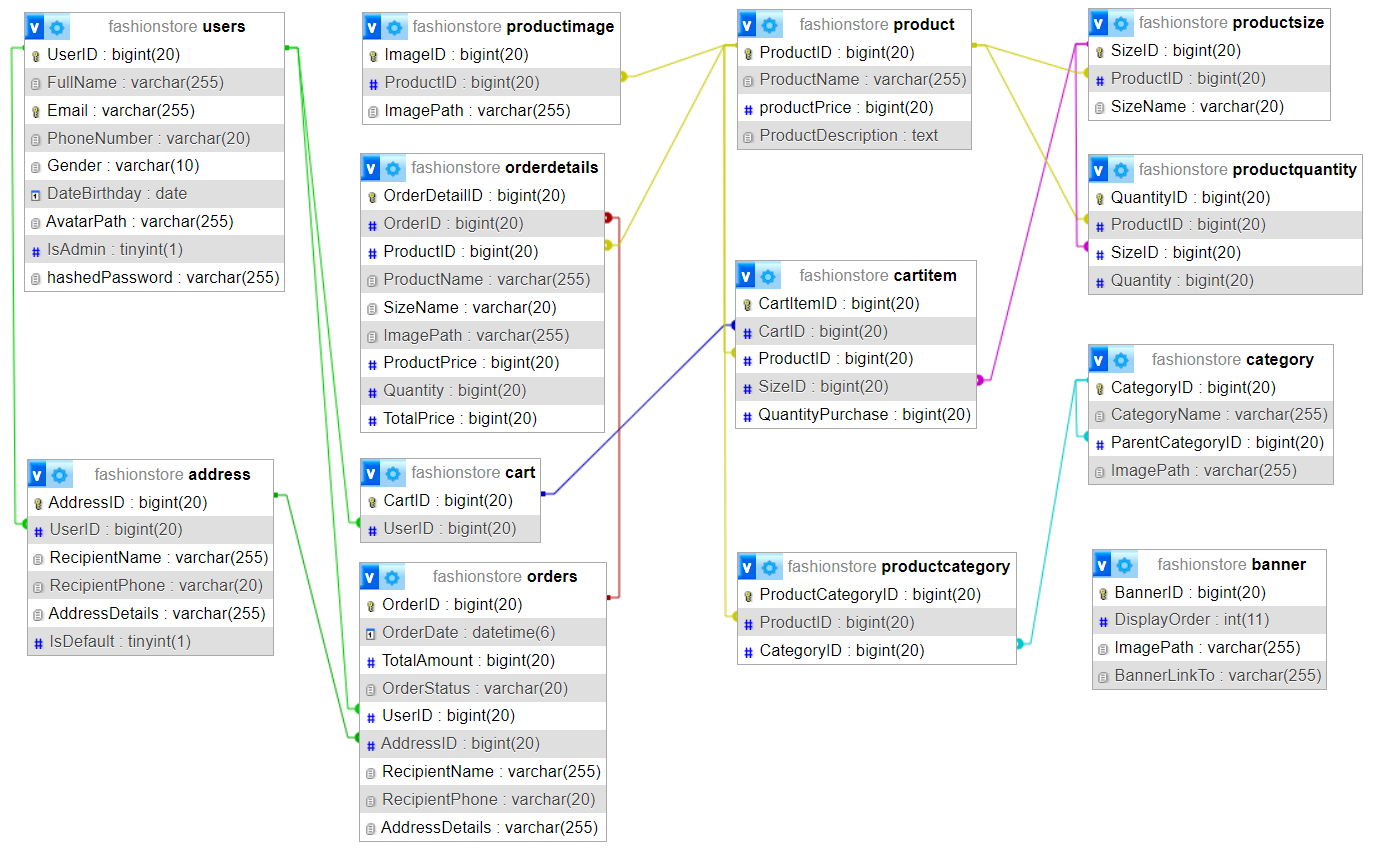 fashionstore users
UserID : bigint(20)
FullName : varchar(255)
Email : varchar(255)
PhoneNumber : varchar(20)
Gender : varchar(10)
DateBirthday : date
AvatarPath : varchar(255)
IsAdmin : tinyint(1)
hashedPassword : varchar(255)
fashionstore address
AddressID : bigint(20)
UserID : bigint(20)
RecipientName : varchar(255)
RecipientPhone : varchar(20)
AddressDetails : varchar(255)
IsDefault : tinyint(1)
fashionstore productimage
ImageID : bigint(20)
ProductID : bigint(20)
ImagePath : varchar(255)
fashionstore orderdetails
OrderDetailID : bigint(20)
OrderID : bigint(20)
ProductID : bigint(20)
ProductName : varchar(255)
SizeName : varchar(20)
ImagePath : varchar(255)
ProductPrice : bigint(20)
Quantity : bigint(20)
TotalPrice : bigint(20)
fashionstore cart
CartID : bigint(20)
UserID : bigint(20)
fashionstore orders
OrderID : bigint(20)
OrderDate : datetime(6)
TotalAmount : bigint(20)
OrderStatus : varchar(20)
UserID : bigint(20)
AddressID : bigint(20)
RecipientName : varchar(255)
RecipientPhone : varchar(20)
AddressDetails : varchar(255)
fashionstore product
ProductID : bigint(20)
ProductName : varchar(255)
productPrice : bigint(20)
ProductDescription : text
fashionstore cartitem
CartItemID : bigint(20)
CartID : bigint(20)
ProductID : bigint(20)
SizeID : bigint(20)
QuantityPurchase : bigint(20)
fashionstore productcategory
ProductCategoryID : bigint(20)
ProductID : bigint(20)
CategoryID : bigint(20)
fashionstore productsize
SizeID : bigint(20)
ProductID : bigint(20)
SizeName : varchar(20)
fashionstore productquantity
QuantityID : bigint(20)
ProductID : bigint(20)
SizeID : bigint(20)
Quantity : bigint(20)
fashionstore category
CategoryID : bigint(20)
CategoryName : varchar(255)
ParentCategoryID : bigint(20)
ImagePath : varchar(255)
fashionstore banner
BannerID : bigint(20)
DisplayOrder : int(11)
ImagePath : varchar(255)
BannerLinkTo : varchar(255)